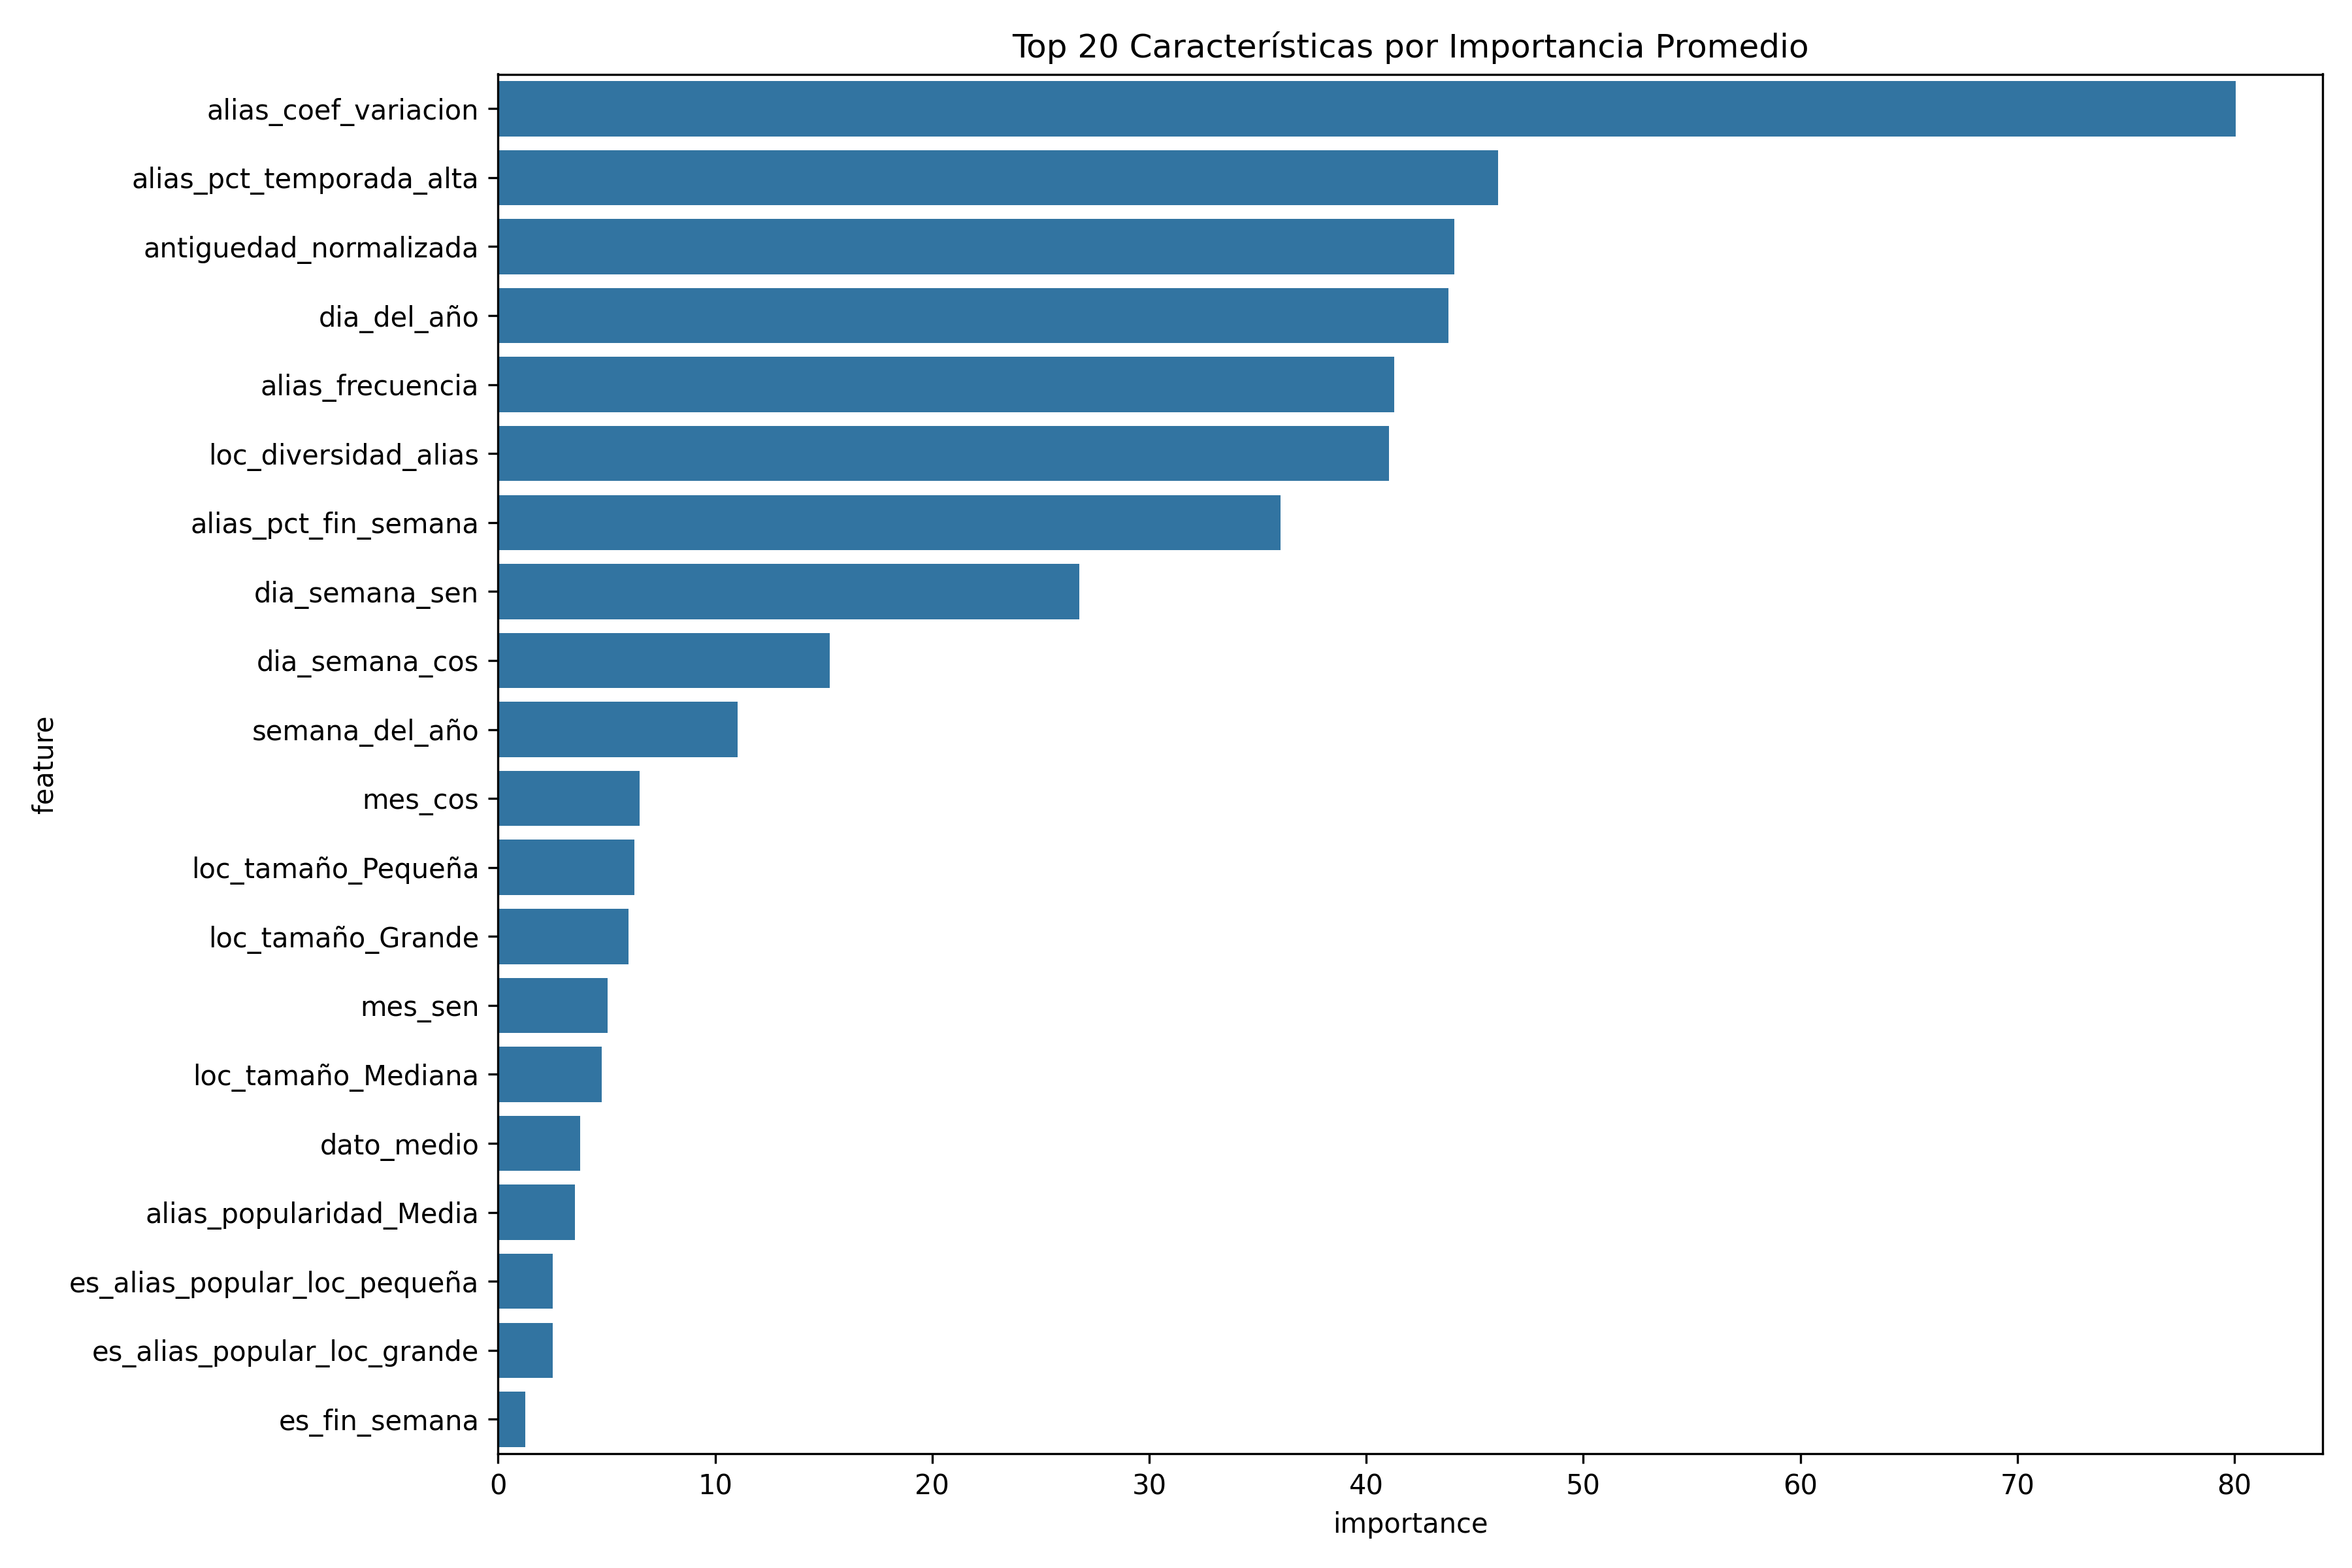 Top 20 Características por Importancia Promedio
alias_coef_variacion
alias_pct_temporada_alta
antiguedad_normalizada
dia_del_año
alias_frecuencia
loc_diversidad_alias
alias_pct_fin_semana
dia_semana_sen
dia_semana_cos
semana_del_año
mes_cos
loc_tamaño_Pequeña
loc_tamaño_Grande
mes_sen
loc_tamaño_Mediana
dato_medio
alias_popularidad_Media
es_alias_popular_loc_pequeña
es_alias_popular_loc_grande
es_fin_semana
feature
0 10 20 30 40 50 60 70 80
importance